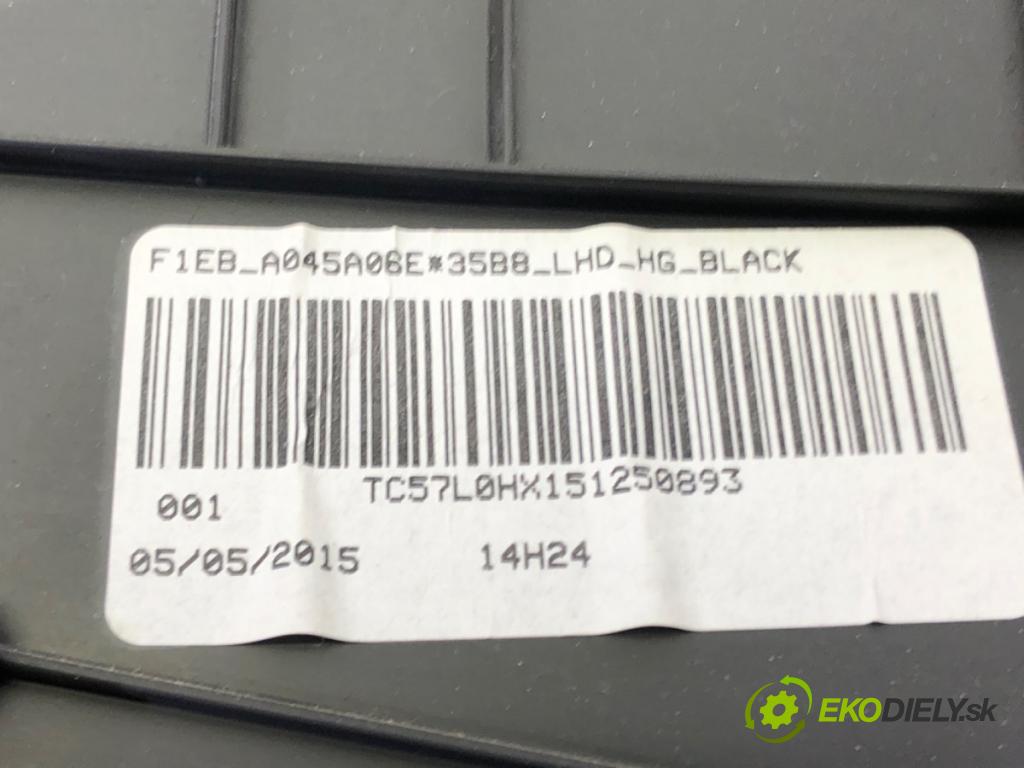 F1EB_A045A06E*35B8_LHD_HG_BLACK
TC57L0HX151250893
001
05/05/2015 14H24
EKODIELY.sk